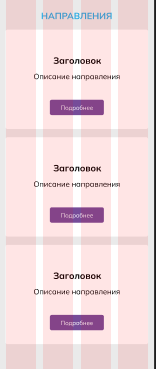 НАПРАВЛЕНИЯ
Заголовок
Описание направления
Подробнее
Заголовок
Описание направления
Подробнее
Заголовок
Описание направления
Подробнее